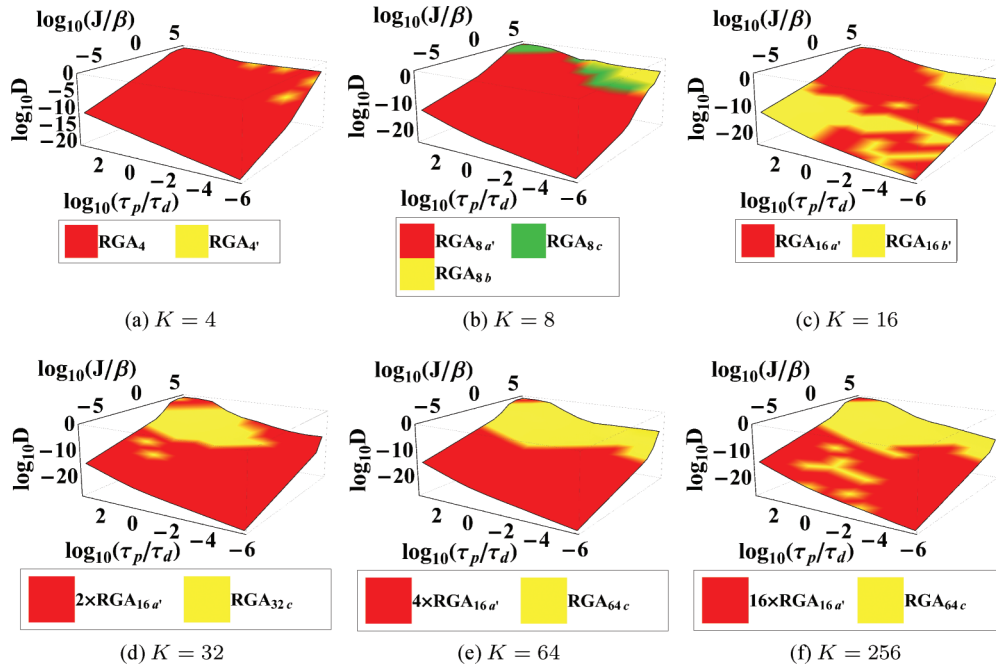 log10(J/β)
−5 0 5
log10D
0
−5
−10
−15
−20
2 0 −2 −4 −6
log10(τp/τd)
RGA4 RGA4'
(a) K = 4
log10(J/β)
−5 0 5
log10D
0
−10
−20
2 0 −2 −4 −6
log10(τp/τd)
RGA8 a' RGA8 c
RGA8 b
(b) K = 8
log10(J/β)
−5 0 5
log10D
0
−10
−20
2 0 −2 −4 −6
log10(τp/τd)
RGA16 a' RGA16 b'
(c) K = 16
log10(J/β)
−5 0 5
log10D
0
−10
−20
2 0 −2 −4 −6
log10(τp/τd)
2×RGA16 a' RGA32 c
(d) K = 32
log10(J/β)
−5 0 5
log10D
0
−10
−20
2 0 −2 −4 −6
log10(τp/τd)
4×RGA16 a' RGA64 c
(e) K = 64
log10(J/β)
−5 0 5
log10D
0
−10
−20
2 0 −2 −4 −6
log10(τp/τd)
16×RGA16 a' RGA64 c
(f) K = 256